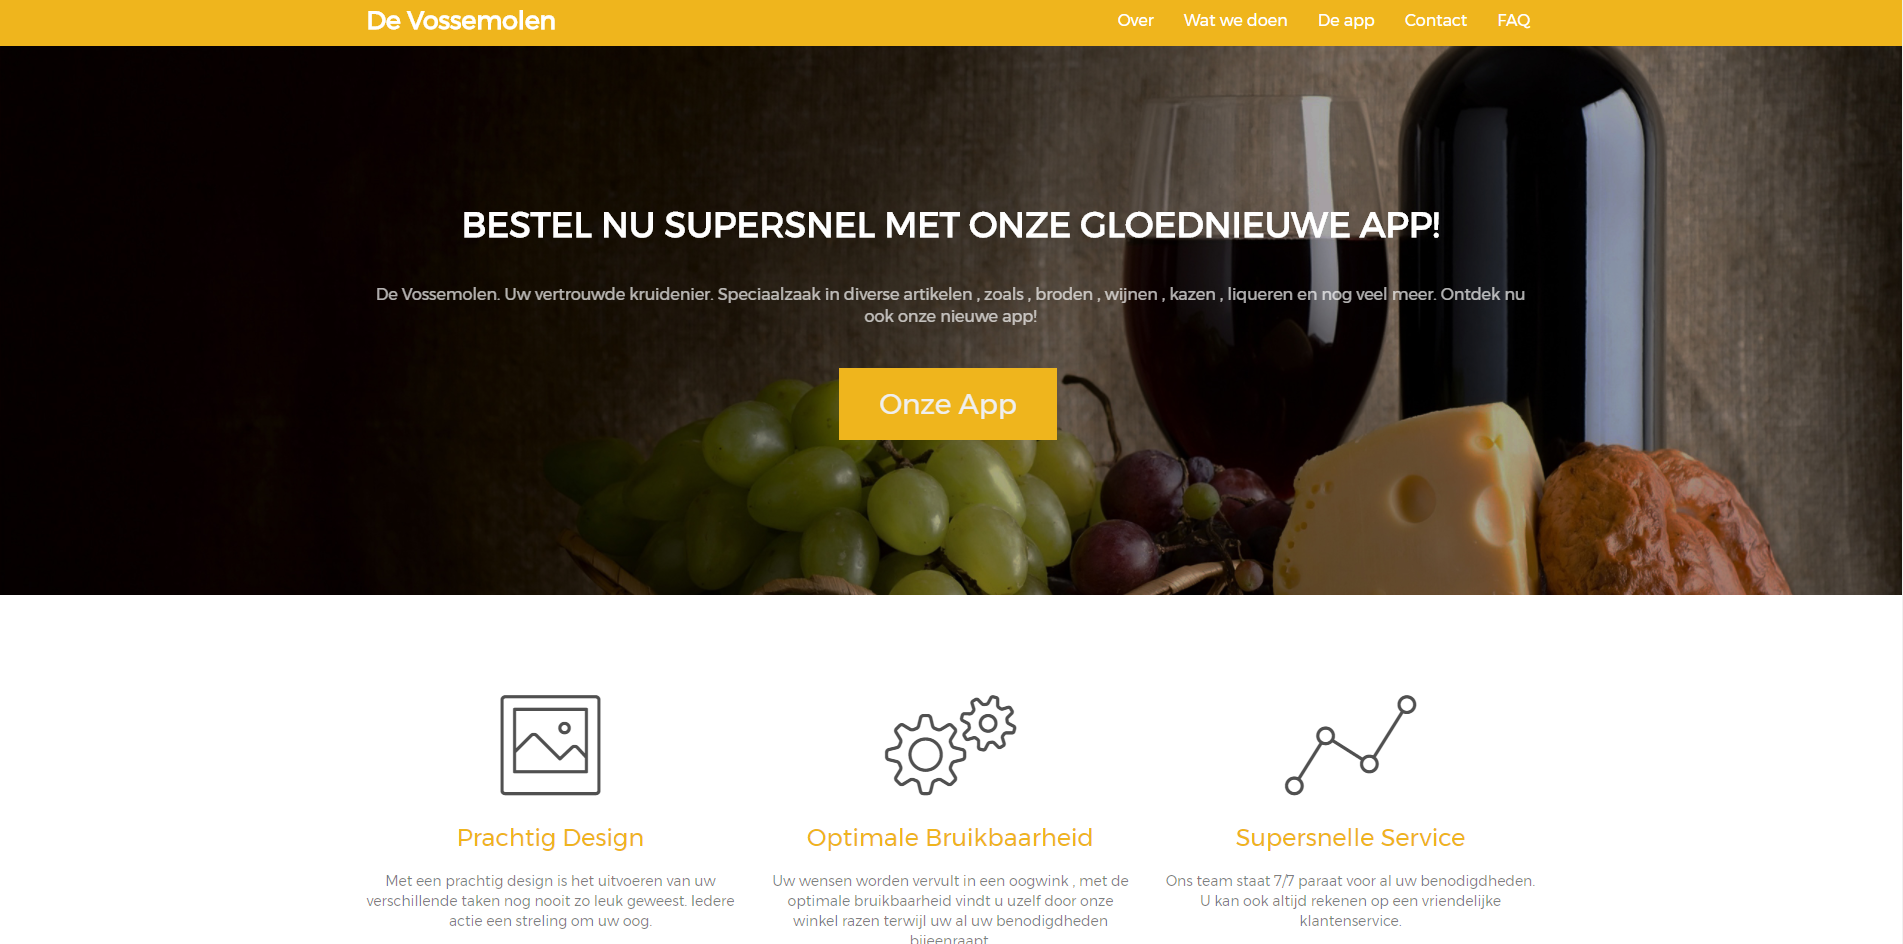 De Vossemolen
Over
Wat we doen
De app
Contact
FAQ
BESTEL NU SUPERSNEL MET ONZE GLOEDNIEUWE APP!
De Vossemolen. Uw vertrouwde kruidenier. Speciaalzaak in diverse artikelen , zoals , broden , wijnen , kazen , liqueren en nog veel meer. Ontdek nu
ook onze nieuwe app!
Onze App
Prachtig Design
Met een prachtig design is het uitvoeren van uw
verschillende taken nog nooit zo leuk geweest. Iedere
actie een streling om uw oog.
Optimale Bruikbaarheid
Uw wensen worden vervult in een oogwink , met de
optimale bruikbaarheid vindt u uzelf door onze
winkel razen terwijl uw al uw benodigdheden
bijeenraapt.
Supersnelle Service
Ons team staat 7/7 paraat voor al uw benodigdheden.
U kan ook altijd rekenen op een vriendelijke
klantenservice.